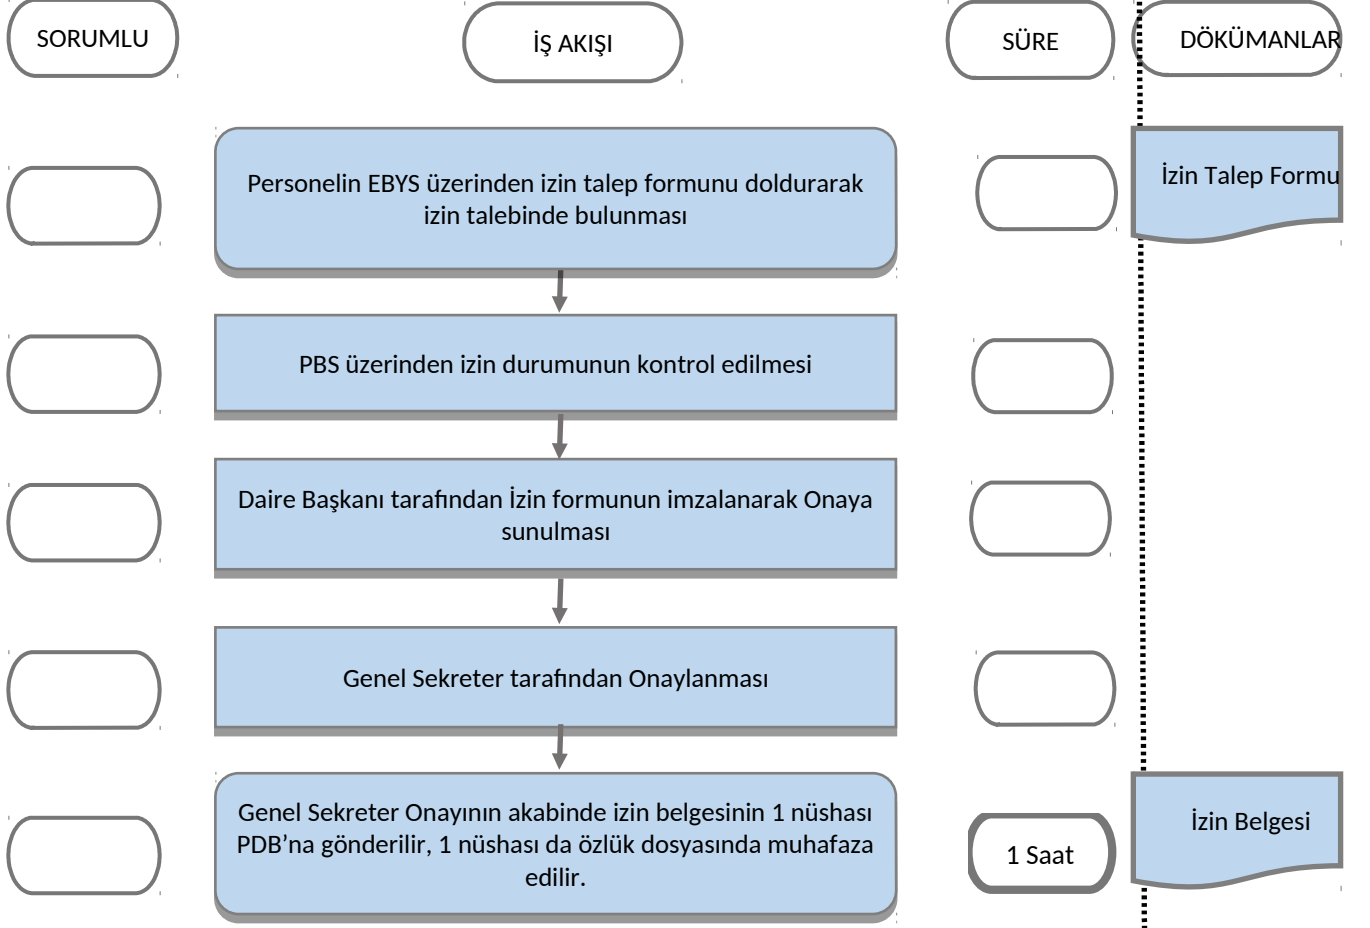 SORUMLU
İŞ AKIŞI
SÜRE
DÖKÜMANLAR
Personelin EBYS üzerinden izin talep formunu doldurarak
izin talebinde bulunması
İzin Talep Formu
PBS üzerinden izin durumunun kontrol edilmesi
Daire Başkanı tarafından İzin formunun imzalanarak Onaya
sunulması
Genel Sekreter tarafından Onaylanması
Genel Sekreter Onayının akabinde izin belgesinin 1 nüshası
PDB’na gönderilir, 1 nüshası da özlük dosyasında muhafaza
edilir.
1 Saat
İzin Belgesi